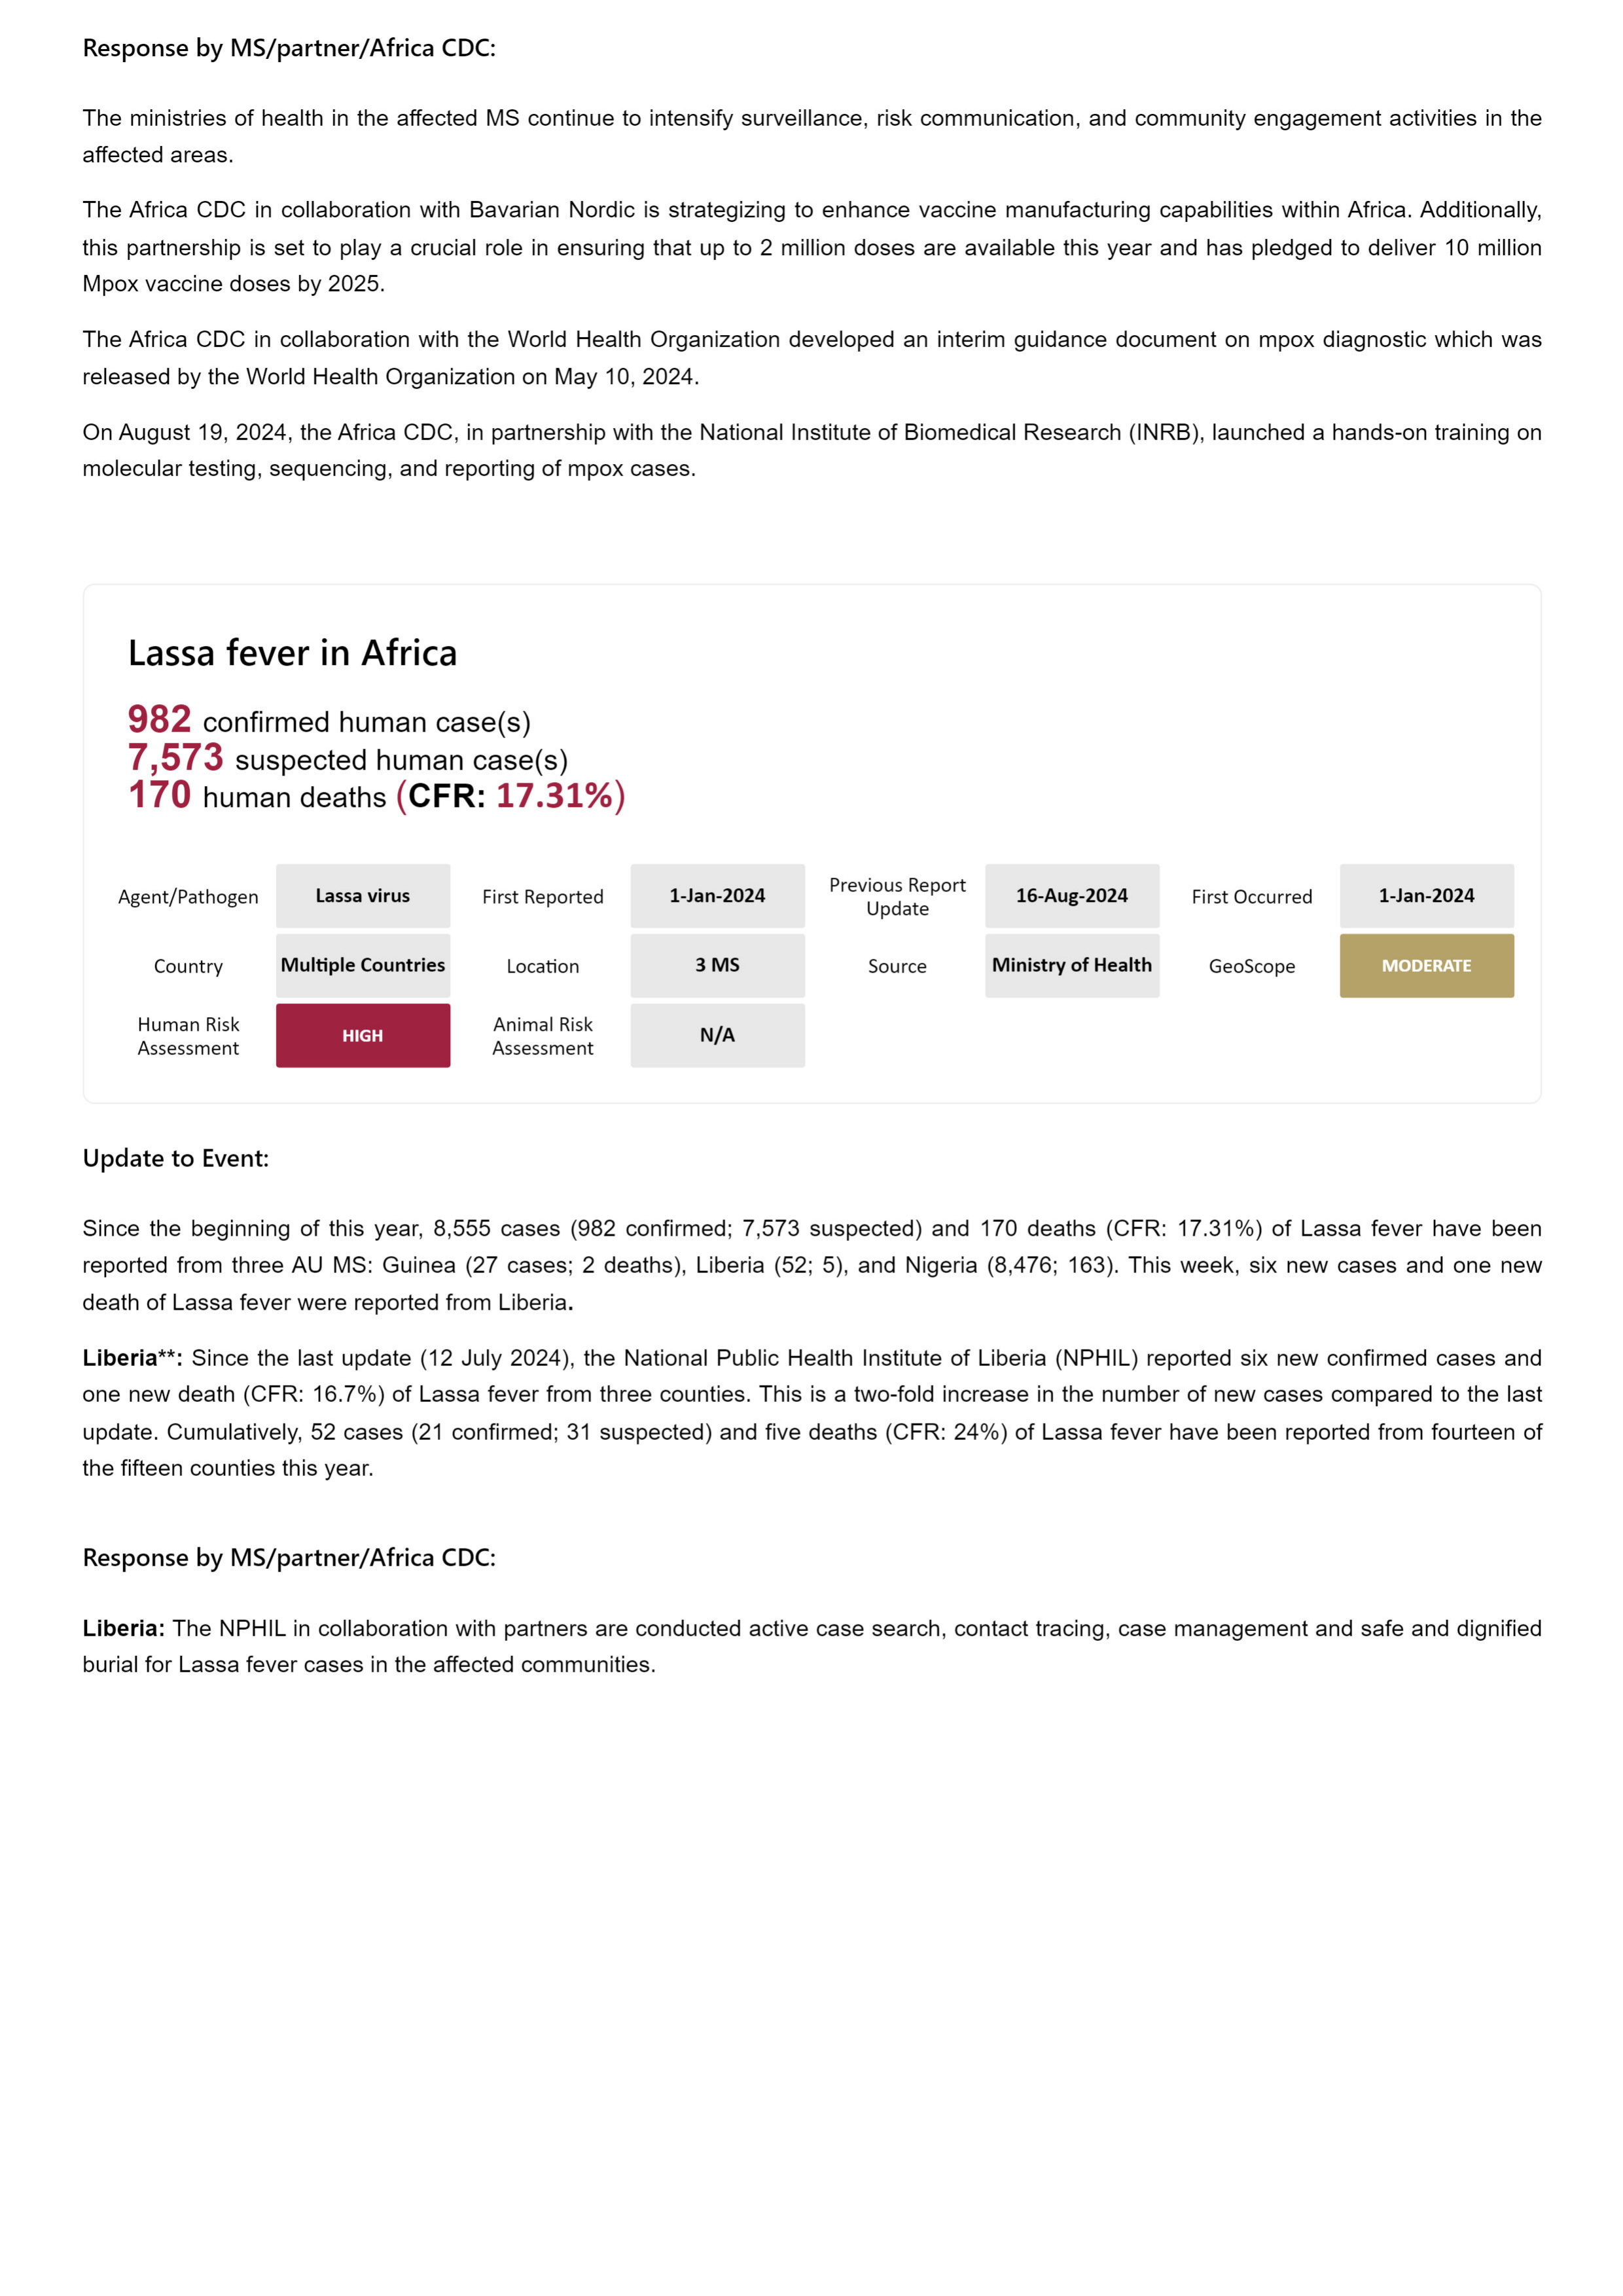 Response by MS/partner/Africa CDC:
The ministries of health in the affected MS continue to intensify surveillance, risk communication, and community engagement activities in the
affected areas.
The Africa CDC in collaboration with Bavarian Nordic is strategizing to enhance vaccine manufacturing capabilities within Africa. Additionally,
this partnership is set to play a crucial role in ensuring that up to 2 million doses are available this year and has pledged to deliver 10 million
Mpox vaccine doses by 2025.
The Africa CDC in collaboration with the World Health Organization developed an interim guidance document on mpox diagnostic which was
released by the World Health Organization on May 10, 2024.
On August 19, 2024, the Africa CDC, in partnership with the National Institute of Biomedical Research (INRB), launched a hands-on training on
molecular testing, sequencing, and reporting of mpox cases.
Lassa fever in Africa
982 confirmed human case(s)
7,573 suspected human case(s)
170 human deaths (CFR: 17.31%)
Agent/Pathogen Lassa virus First Reported 1-Jan-2024 Previous Report Update 16-Aug-2024 First Occurred 1-Jan-2024
Country Multiple Countries Location 3 MS Source Ministry of Health GeoScope MODERATE
Human Risk Assessment HIGH Animal Risk Assessment N/A
Update to Event:
Since the beginning of this year, 8,555 cases (982 confirmed; 7,573 suspected) and 170 deaths (CFR: 17.31%) of Lassa fever have been
reported from three AU MS: Guinea (27 cases; 2 deaths), Liberia (52; 5), and Nigeria (8,476; 163). This week, six new cases and one new
death of Lassa fever were reported from Liberia.
Liberia**: Since the last update (12 July 2024), the National Public Health Institute of Liberia (NPHIL) reported six new confirmed cases and
one new death (CFR: 16.7%) of Lassa fever from three counties. This is a two-fold increase in the number of new cases compared to the last
update. Cumulatively, 52 cases (21 confirmed; 31 suspected) and five deaths (CFR: 24%) of Lassa fever have been reported from fourteen of
the fifteen counties this year.
Response by MS/partner/Africa CDC:
Liberia: The NPHIL in collaboration with partners are conducted active case search, contact tracing, case management and safe and dignified
burial for Lassa fever cases in the affected communities.